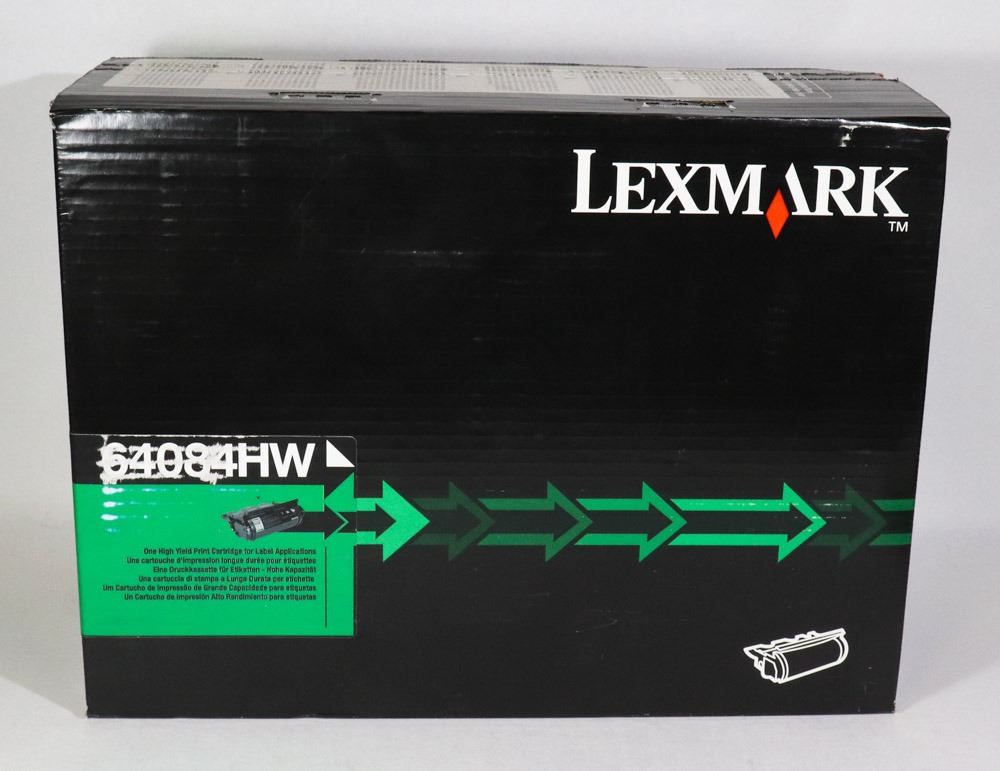 LEXMARK
TM
64084HW
One High Yield Print Cartridge for Label Applications
Une cartouche d'impression longue durée pour étiquettes
Eine Druckkassette für Etiketten - Hohe Kapazität
Una cartuccia di stampa a Lunga Durata per etichette
Um Cartucho de Impressão de Grande Capacidade para etiquetas
Un Cartucho de Impresión Alto Rendimiento para etiquetas